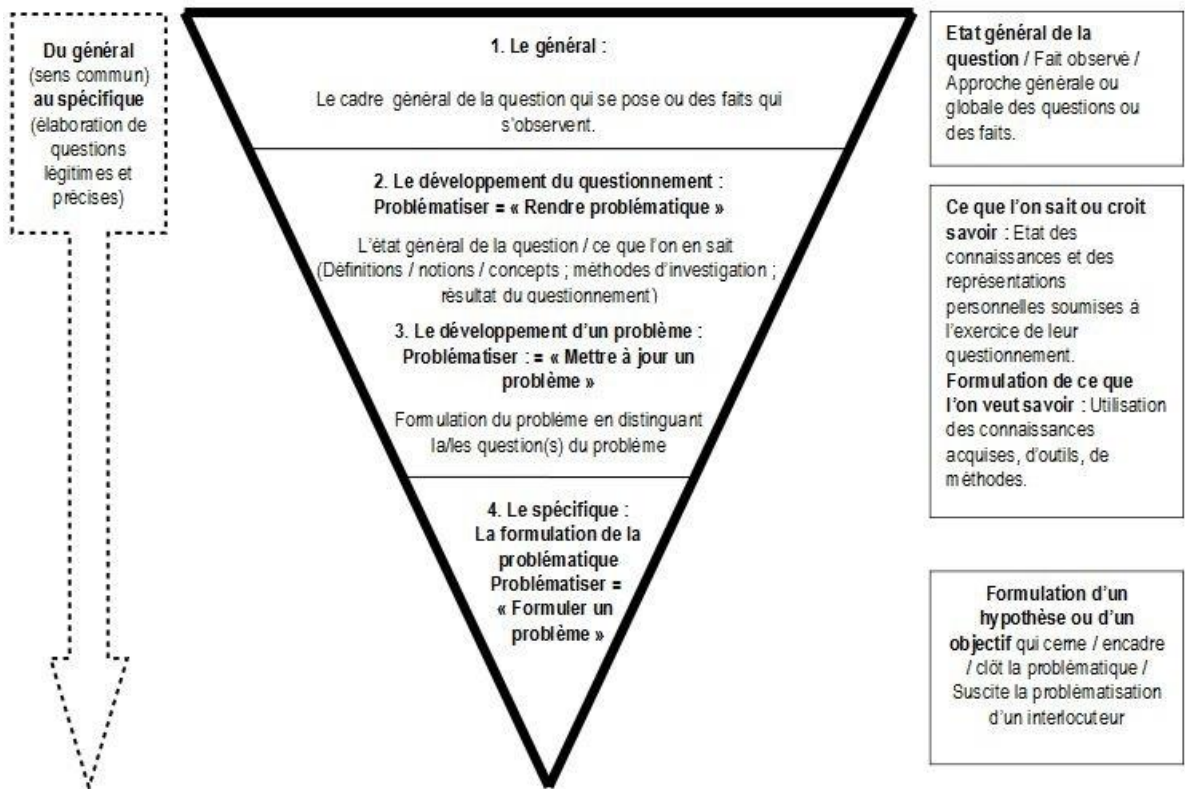 Du général
(sens commun)
au spécifique
(élaboration de
questions
légitimes et
précises)
1. Le général :
Le cadre général de la question qui se pose ou des faits qui
s'observent.
2. Le développement du questionnement :
Problématiser = « Rendre problématique »
L'état général de la question / ce que l'on en sait
(Définitions / notions / concepts ; méthodes d'investigation ;
résultat du questionnement)
3. Le développement d'un problème :
Problématiser : = « Mettre à jour un
problème »
Formulation du problème en distinguant
la/les question(s) du problème
4. Le spécifique :
La formulation de la
problématique
Problématiser =
« Formuler un
problème »
Etat général de la
question / Fait observé /
Approche générale ou
globale des questions ou
des faits.
Ce que l'on sait ou croit
savoir : Etat des
connaissances et des
représentations
personnelles soumises à
l'exercice de leur
questionnement.
Formulation de ce que
l'on veut savoir : Utilisation
des connaissances
acquises, d'outils, de
méthodes.
Formulation d'un
hypothèse ou d'un
objectif qui cerne / encadre
/ clôt la problématique /
Suscite la problématisation
d'un interlocuteur